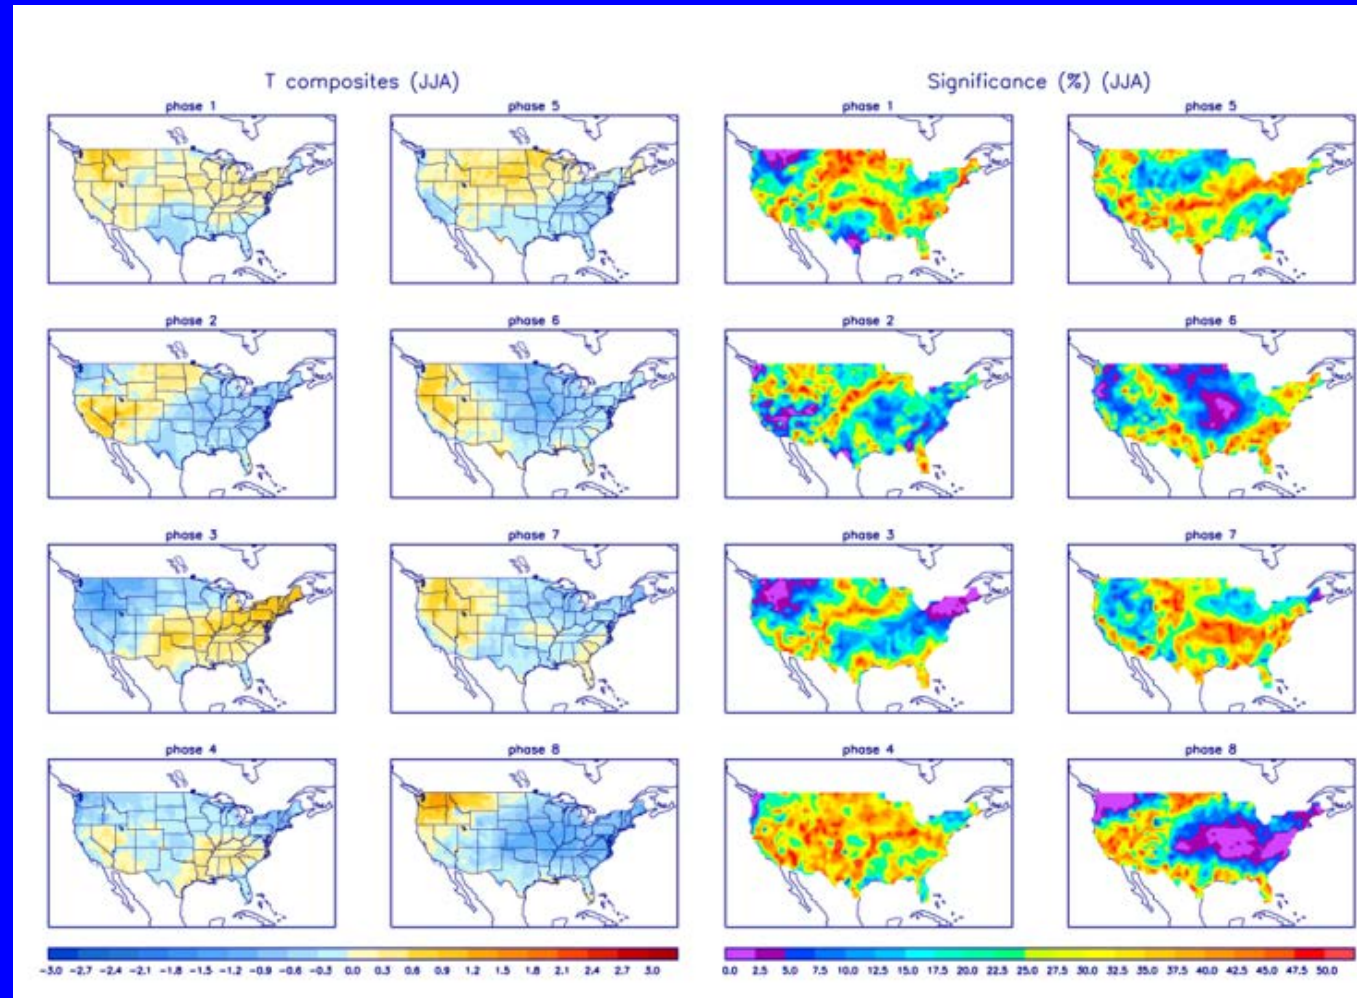 T composites (JJA)
Significance (%) (JJA)
phase 1
phase 5
phase 1
phase 5
phase 2
phase 6
phase 2
phase 6
phase 3
phase 7
phase 3
phase 7
phase 4
phase 8
phase 4
phase 8
-3.0 -2.7 -2.4 -2.1 -1.8 -1.5 -1.2 -0.9 -0.6 -0.3 0.0 0.3 0.6 0.9 1.2 1.5 1.8 2.1 2.4 2.7 3.0
0.0 2.5 5.0 7.5 10.0 12.5 15.0 17.5 20.0 22.5 25.0 27.5 30.0 32.5 35.0 37.5 40.0 42.5 45.0 47.5 50.0